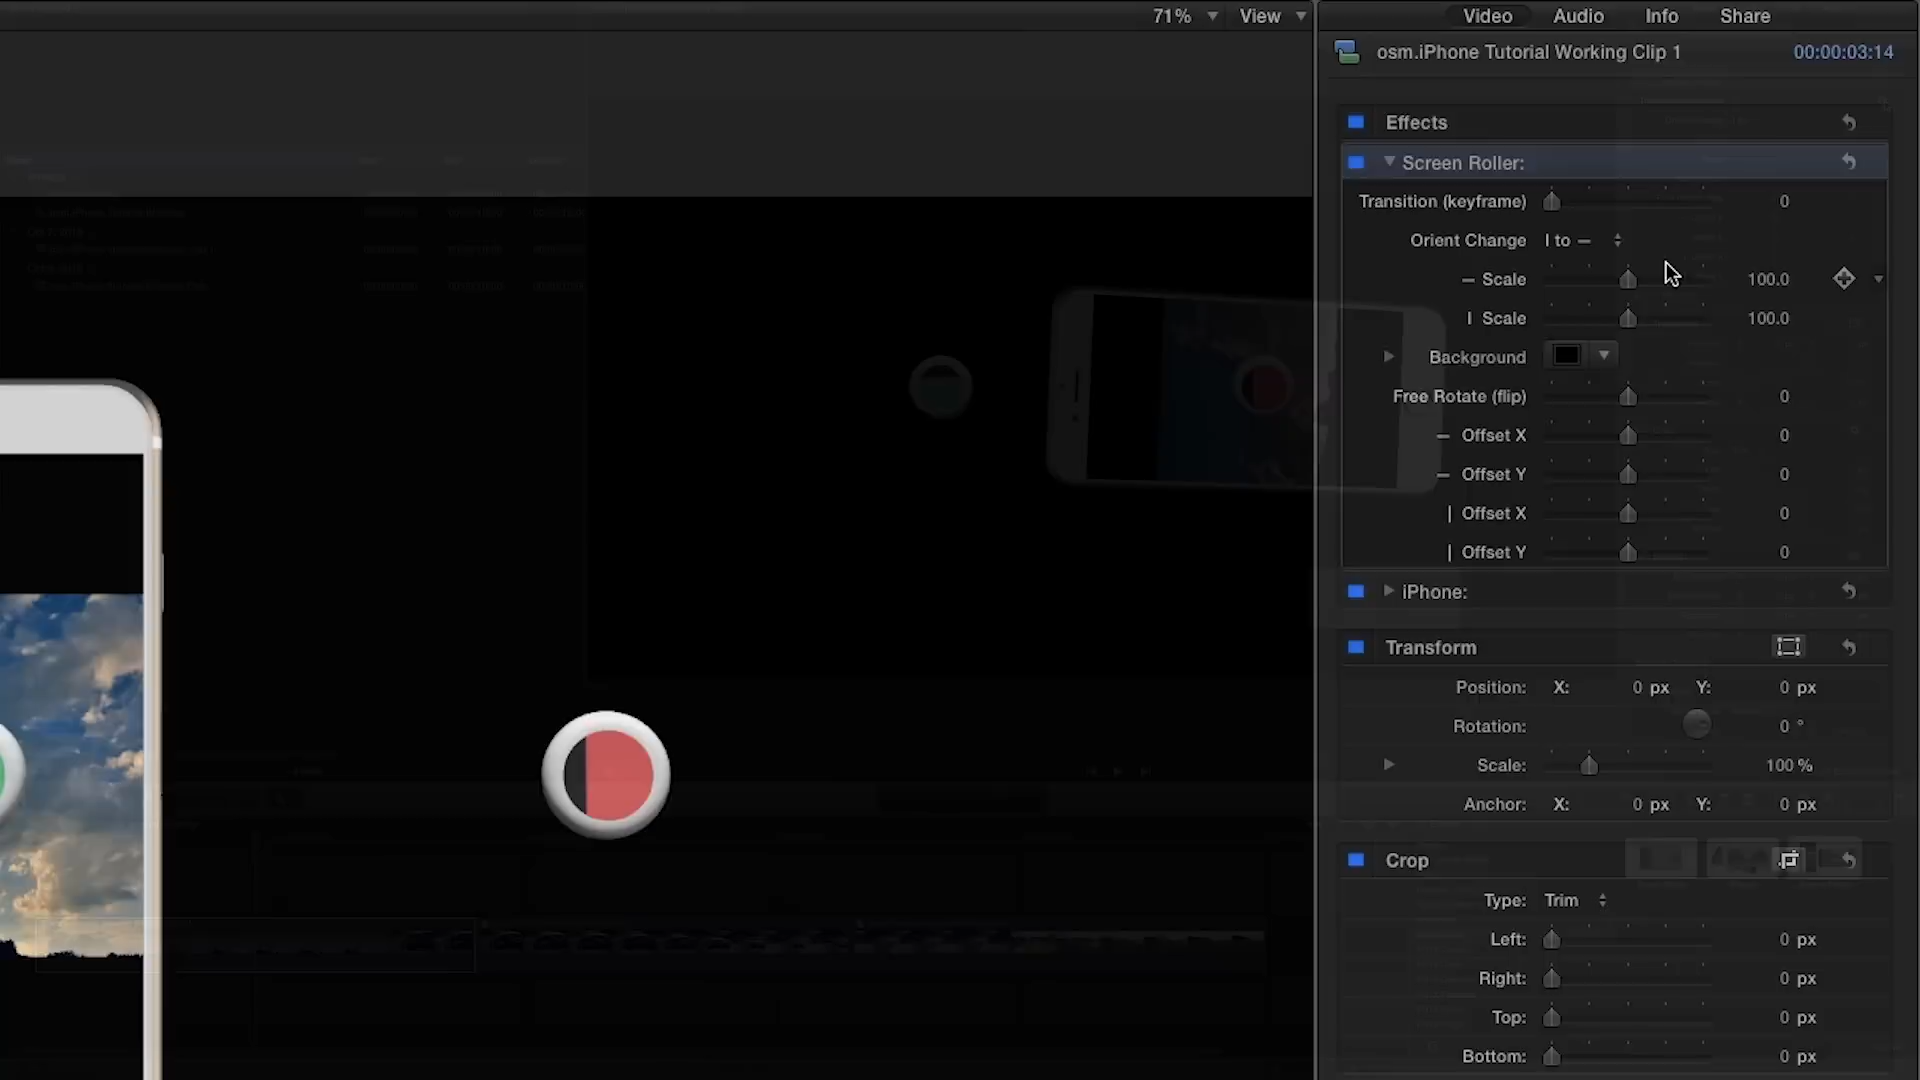 71% View
Video Audio Info Share
osm.iPhone Tutorial Working Clip 1 00:00:03:14
Effects
Screen Roller:
Transition (keyframe) 0
Orient Change I to –
– Scale 100.0
I Scale 100.0
Background
Free Rotate (flip) 0
– Offset X 0
– Offset Y 0
| Offset X 0
| Offset Y 0
iPhone:
Transform
Position: X: 0 px Y: 0 px
Rotation: 0 °
Scale: 100 %
Anchor: X: 0 px Y: 0 px
Crop
Type: Trim
Left: 0 px
Right: 0 px
Top: 0 px
Bottom: 0 px